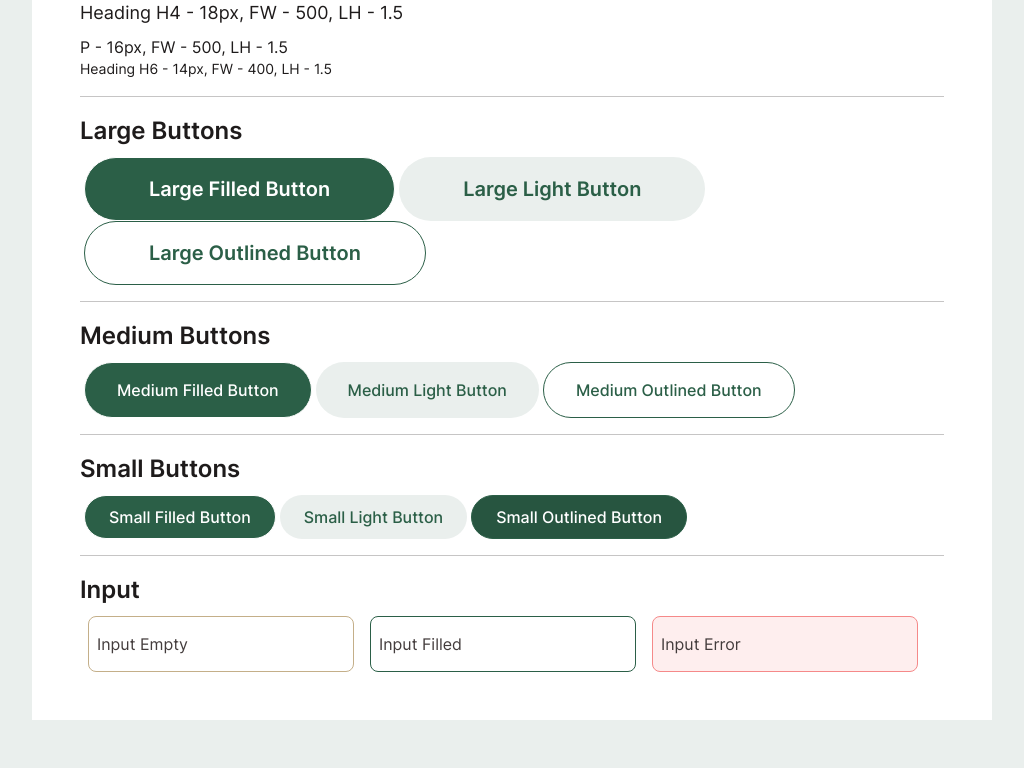 Heading H4 - 18px, FW - 500, LH - 1.5
P - 16px, FW - 500, LH - 1.5
Heading H6 - 14px, FW - 400, LH - 1.5
Large Buttons
Large Filled Button
Large Light Button
Large Outlined Button
Medium Buttons
Medium Filled Button
Medium Light Button
Medium Outlined Button
Small Buttons
Small Filled Button
Small Light Button
Small Outlined Button
Input
Input Empty
Input Filled
Input Error